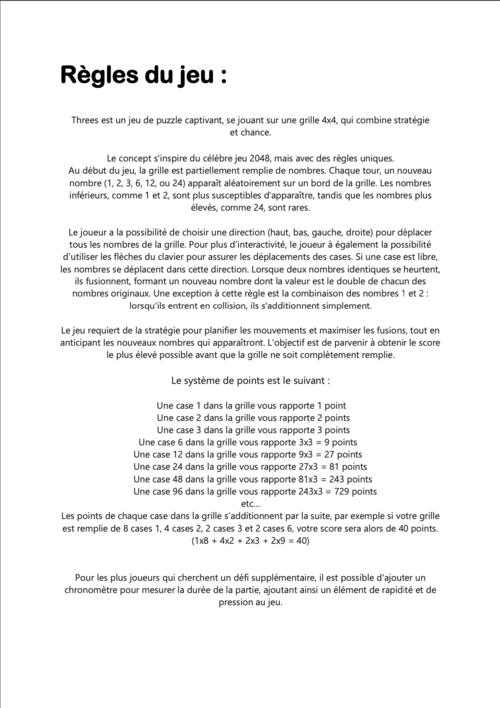 Règles du jeu :
Threes est un jeu de puzzle captivant, se jouant sur une grille 4x4, qui combine stratégie
et chance.
Le concept s'inspire du célèbre jeu 2048, mais avec des règles uniques.
Au début du jeu, la grille est partiellement remplie de nombres. Chaque tour, un nouveau
nombre (1, 2, 3, 6, 12, ou 24) apparaît aléatoirement sur un bord de la grille. Les nombres
inférieurs, comme 1 et 2, sont plus susceptibles d'apparaître, tandis que les nombres plus
élevés, comme 24, sont rares.
Le joueur a la possibilité de choisir une direction (haut, bas, gauche, droite) pour déplacer
tous les nombres de la grille. Pour plus d'interactivité, le joueur à également la possibilité
d'utiliser les flèches du clavier pour assurer les déplacements des cases. Si une case est libre,
les nombres se déplacent dans cette direction. Lorsque deux nombres identiques se heurtent,
ils fusionnent, formant un nouveau nombre dont la valeur est le double de chacun des
nombres originaux. Une exception à cette règle est la combinaison des nombres 1 et 2 :
lorsqu'ils entrent en collision, ils s'additionnent simplement.
Le jeu requiert de la stratégie pour planifier les mouvements et maximiser les fusions, tout en
anticipant les nouveaux nombres qui apparaîtront. L'objectif est de parvenir à obtenir le score
le plus élevé possible avant que la grille ne soit complètement remplie.
Le système de points est le suivant :
Une case 1 dans la grille vous rapporte 1 point
Une case 2 dans la grille vous rapporte 2 points
Une case 3 dans la grille vous rapporte 3 points
Une case 6 dans la grille vous rapporte 3x3 = 9 points
Une case 12 dans la grille vous rapporte 9x3 = 27 points
Une case 24 dans la grille vous rapporte 27x3 = 81 points
Une case 48 dans la grille vous rapporte 81x3 = 243 points
Une case 96 dans la grille vous rapporte 243x3 = 729 points
etc...
Les points de chaque case dans la grille s'additionnent par la suite, par exemple si votre grille
est remplie de 8 cases 1, 4 cases 2, 2 cases 3 et 2 cases 6, votre score sera alors de 40 points.
(1x8 + 4x2 + 2x3 + 2x9 = 40)
Pour les plus joueurs qui cherchent un défi supplémentaire, il est possible d'ajouter un
chronomètre pour mesurer la durée de la partie, ajoutant ainsi un élément de rapidité et de
pression au jeu.